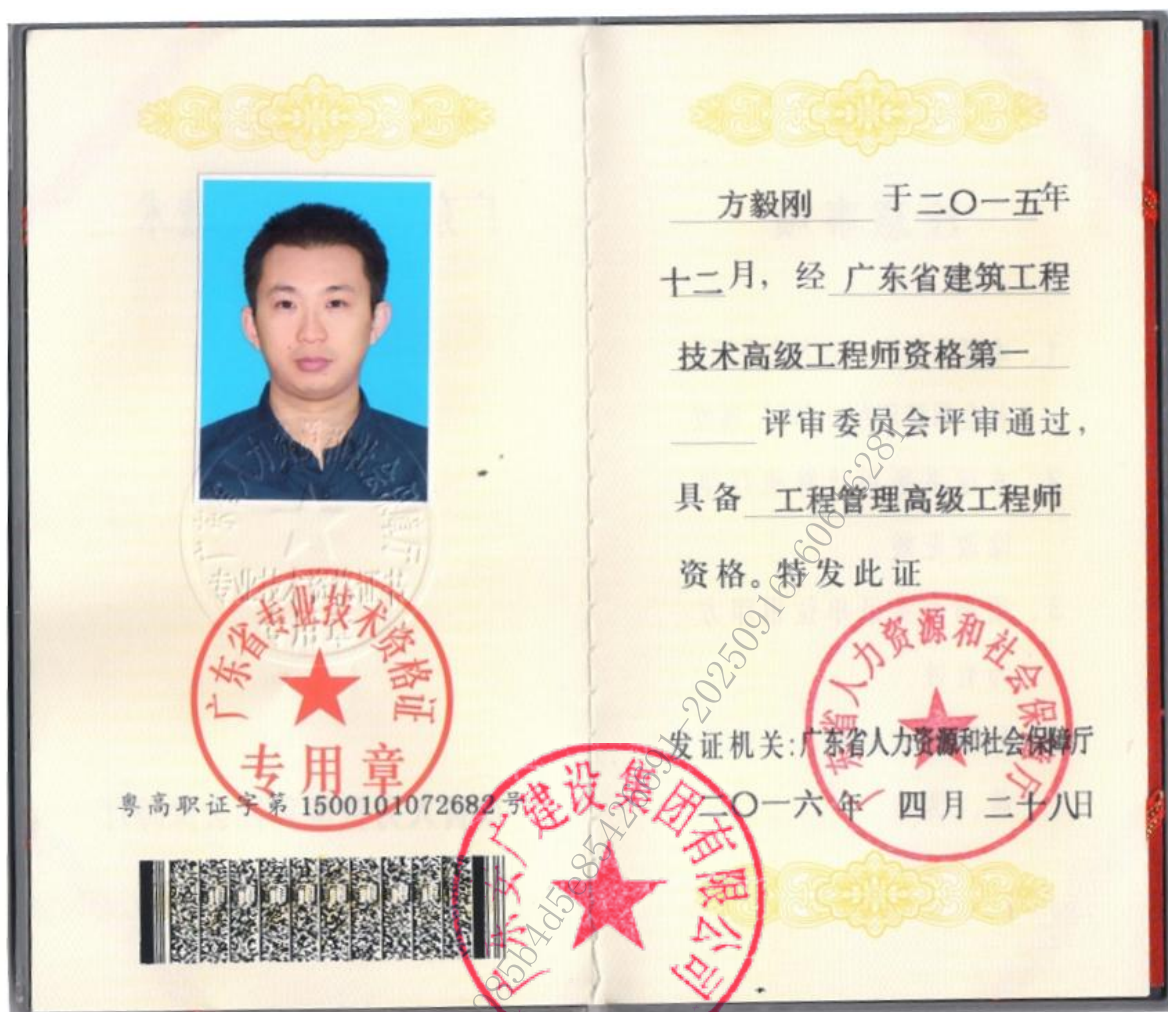 方毅刚 于二〇一五年
十二月，经 广东省建筑工程
技术高级工程师资格第一
评审委员会评审通过，
具备 工程管理高级工程师
资格。特发此证
发证机关:广东省人力资源和社会保障厅
二〇一六年 四月二十八日
粤高职证字第 1500101072682 号
广东省专业技术资格证
专用章
东省人力资源和社会保障厅
安广建设集团有限公司